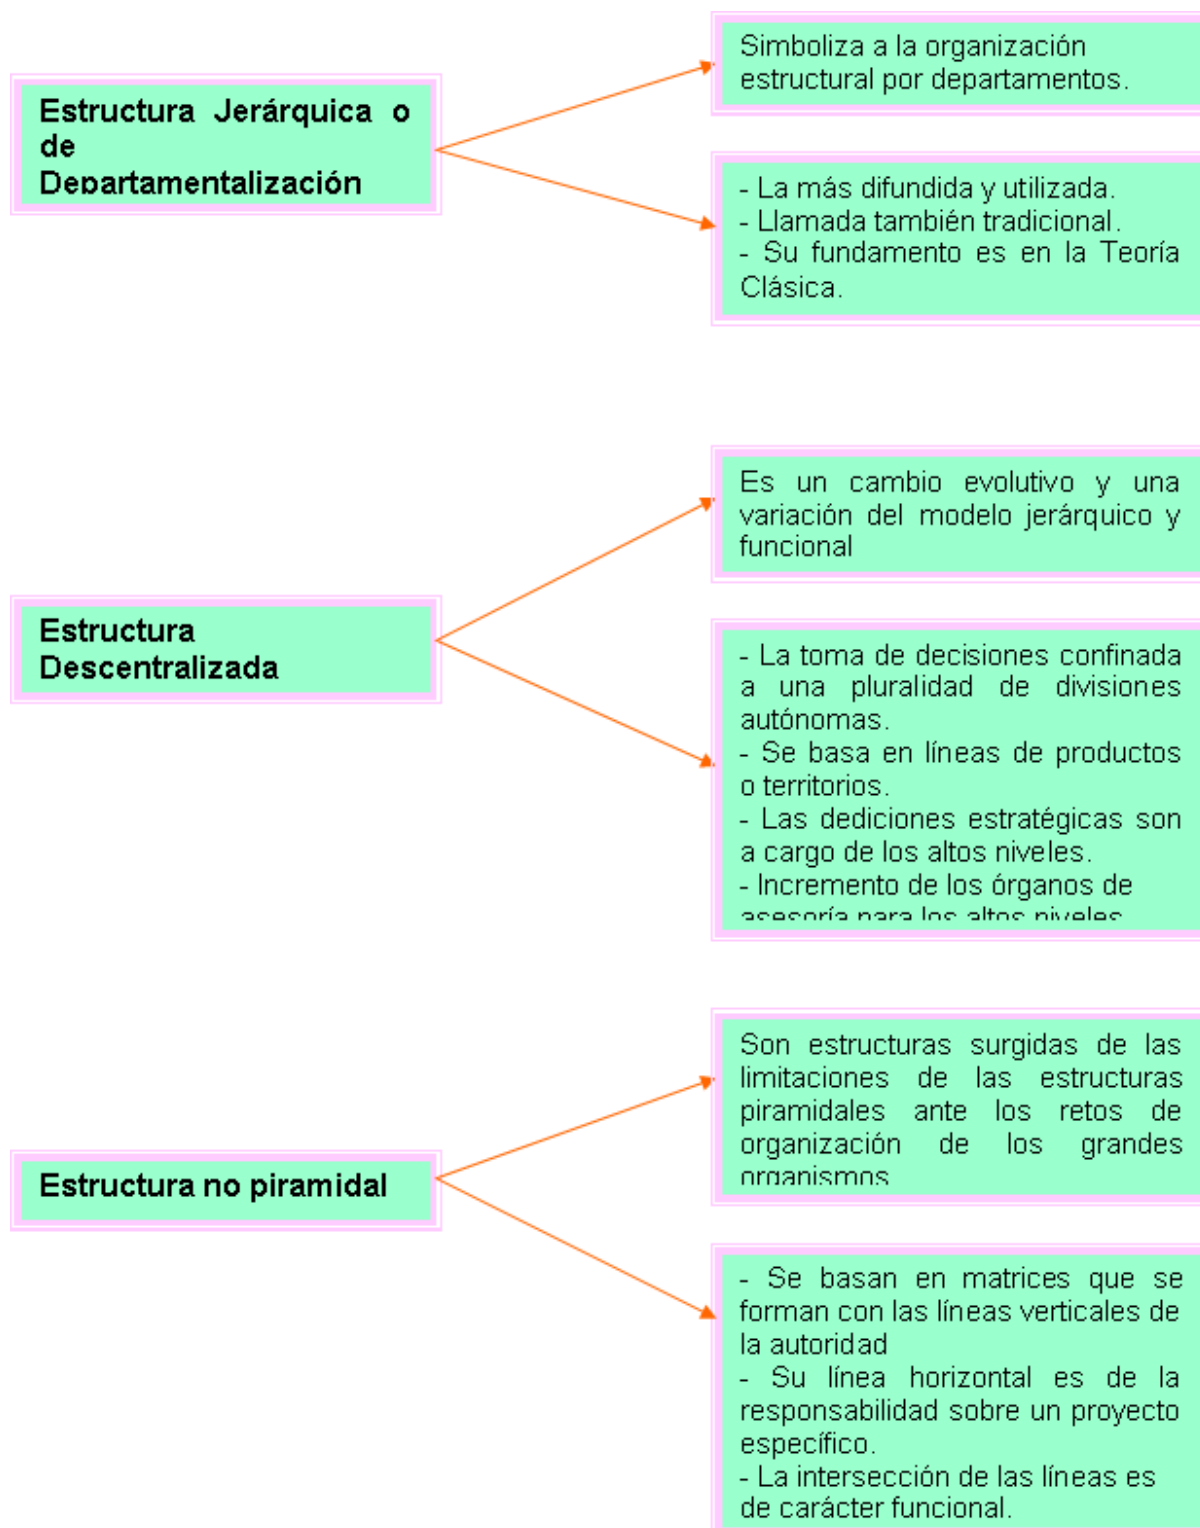 Simboliza a la organización
estructural por departamentos.
Estructura Jerárquica o
de
Departamentalización
- La más difundida y utilizada.
- Llamada también tradicional.
- Su fundamento es en la Teoría
Clásica.
Es un cambio evolutivo y una
variación del modelo jerárquico y
funcional
Estructura
Descentralizada
- La toma de decisiones confinada
a una pluralidad de divisiones
autónomas.
- Se basa en líneas de productos
o territorios.
- Las dediciones estratégicas son
a cargo de los altos niveles.
- Incremento de los órganos de
asesoría para los altos niveles
Son estructuras surgidas de las
limitaciones de las estructuras
piramidales ante los retos de
organización de los grandes
organismos
Estructura no piramidal
- Se basan en matrices que se
forman con las líneas verticales de
la autoridad
- Su línea horizontal es de la
responsabilidad sobre un proyecto
específico.
- La intersección de las líneas es
de carácter funcional.